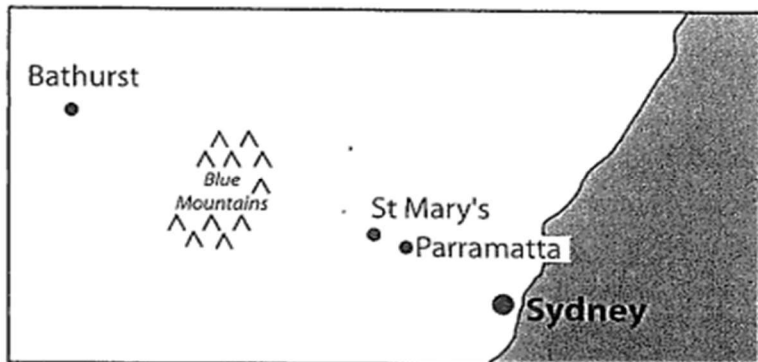 Bathurst
Blue
Mountains
St Mary's
Parramatta
Sydney